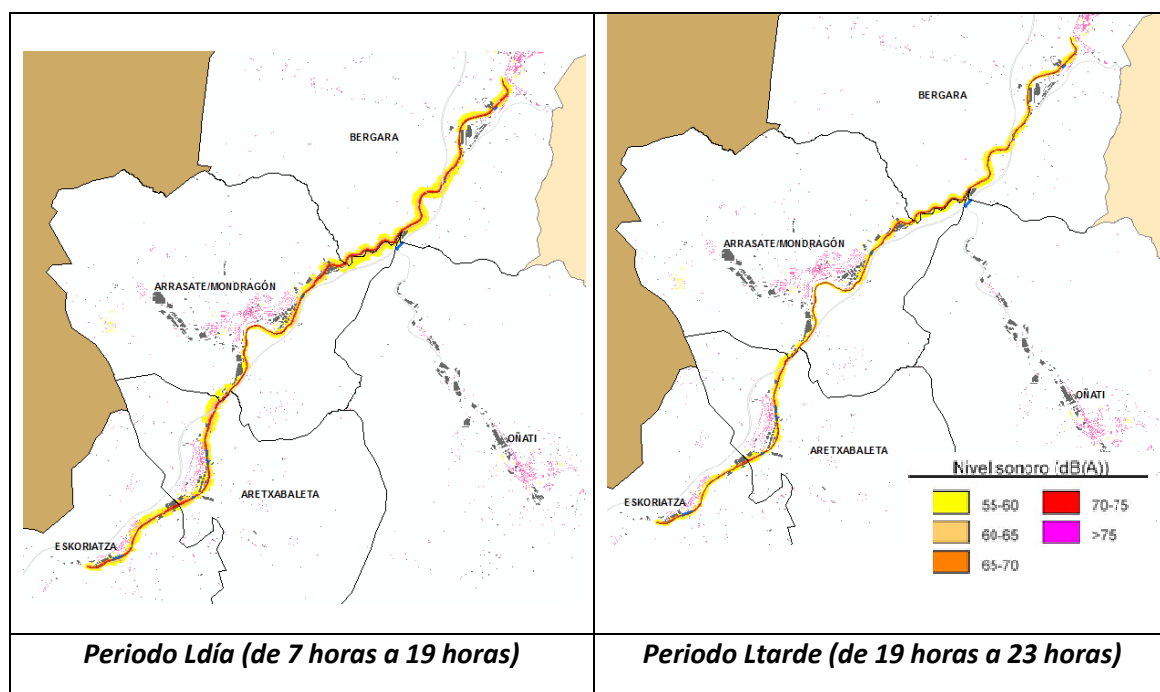 BERGARA
ARRASATE/MONDRAGÓN
OÑATI
ARETXABALETA
ESKORIATZA
BERGARA
ARRASATE/MONDRAGÓN
OÑATI
ARETXABALETA
ESKORIATZA
Nivel sonoro (dB(A))
55-60 70-75
60-65 >75
65-70
Periodo Ldía (de 7 horas a 19 horas)
Periodo Ltarde (de 19 horas a 23 horas)